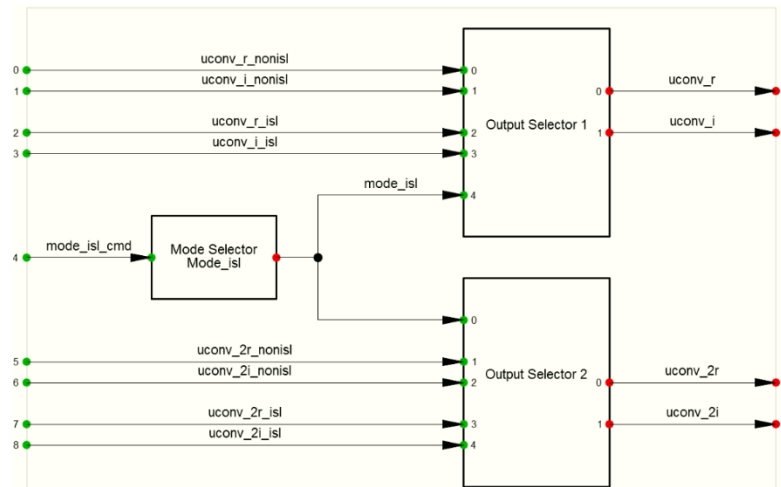 uconv_r_nonisl
0
0
uconv_r
uconv_i_nonisl
0
1
1
uconv_r_isl
Output Selector 1
uconv_i
2
2
1
uconv_i_isl
3
3
mode_isl
4
mode_isl_cmd
Mode Selector
Mode_isl
4
0
uconv_2r_nonisl
5
1
uconv_2i_nonisl
Output Selector 2
uconv_2r
6
2
0
uconv_2r_isl
uconv_2i
7
3
1
uconv_2i_isl
8
4